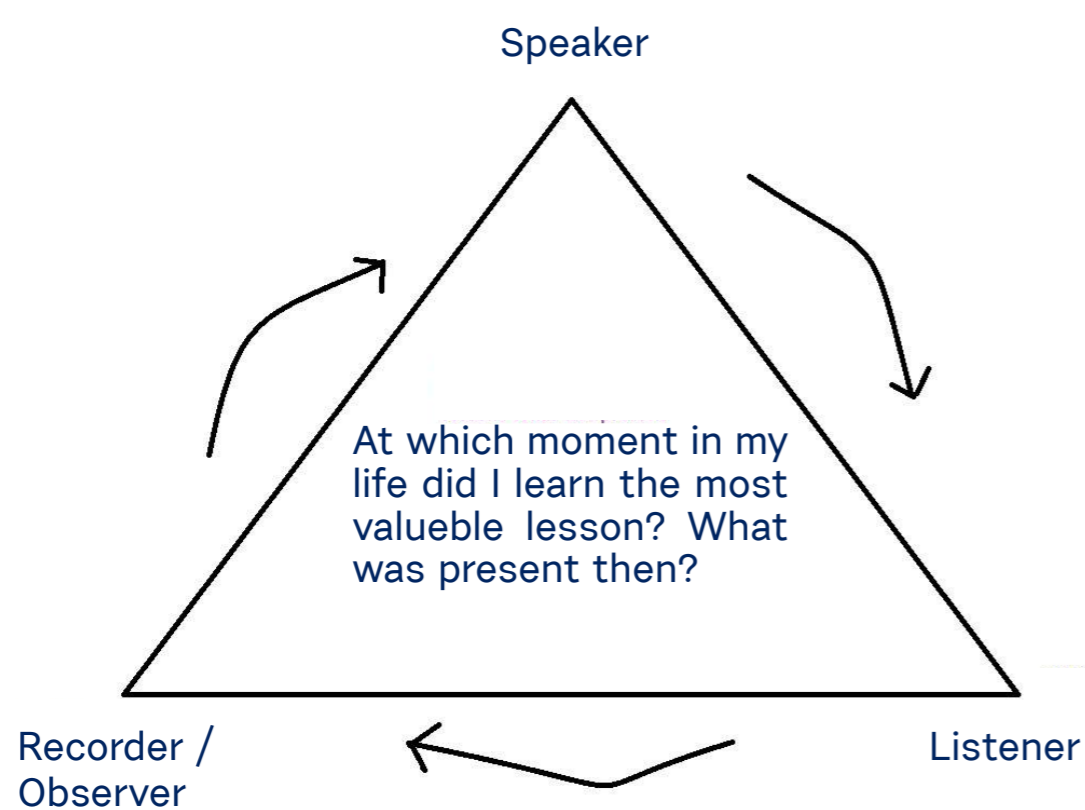 Speaker
At which moment in my
life did I learn the most
valueble lesson? What
was present then?
Recorder /
Observer
Listener